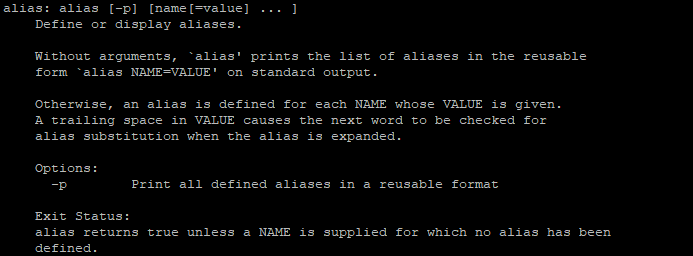 alias: alias [-p] [name[=value] ... ]
Define or display aliases.
Without arguments, `alias' prints the list of aliases in the reusable
form `alias NAME=VALUE' on standard output.
Otherwise, an alias is defined for each NAME whose VALUE is given.
A trailing space in VALUE causes the next word to be checked for
alias substitution when the alias is expanded.
Options:
-p Print all defined aliases in a reusable format
Exit Status:
alias returns true unless a NAME is supplied for which no alias has been
defined.